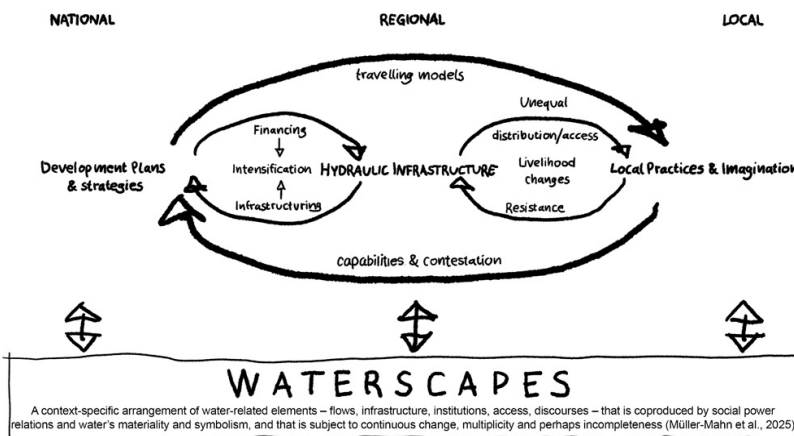 NATIONAL
REGIONAL
LOCAL
travelling models
Unequal
distribution/access
Livelihood
changes
Resistance
Financing
Intensification
Infrastructuring
Development Plans
& strategies
HYDRAULIC INFRASTRUCTURE
Local Practices & Imagination
capabilities & contestation
WATERSCAPES
A context-specific arrangement of water-related elements – flows, infrastructure, institutions, access, discourses – that is coproduced by social power
relations and water's materiality and symbolism, and that is subject to continuous change, multiplicity and perhaps incompleteness (Müller-Mahn et al., 2025)